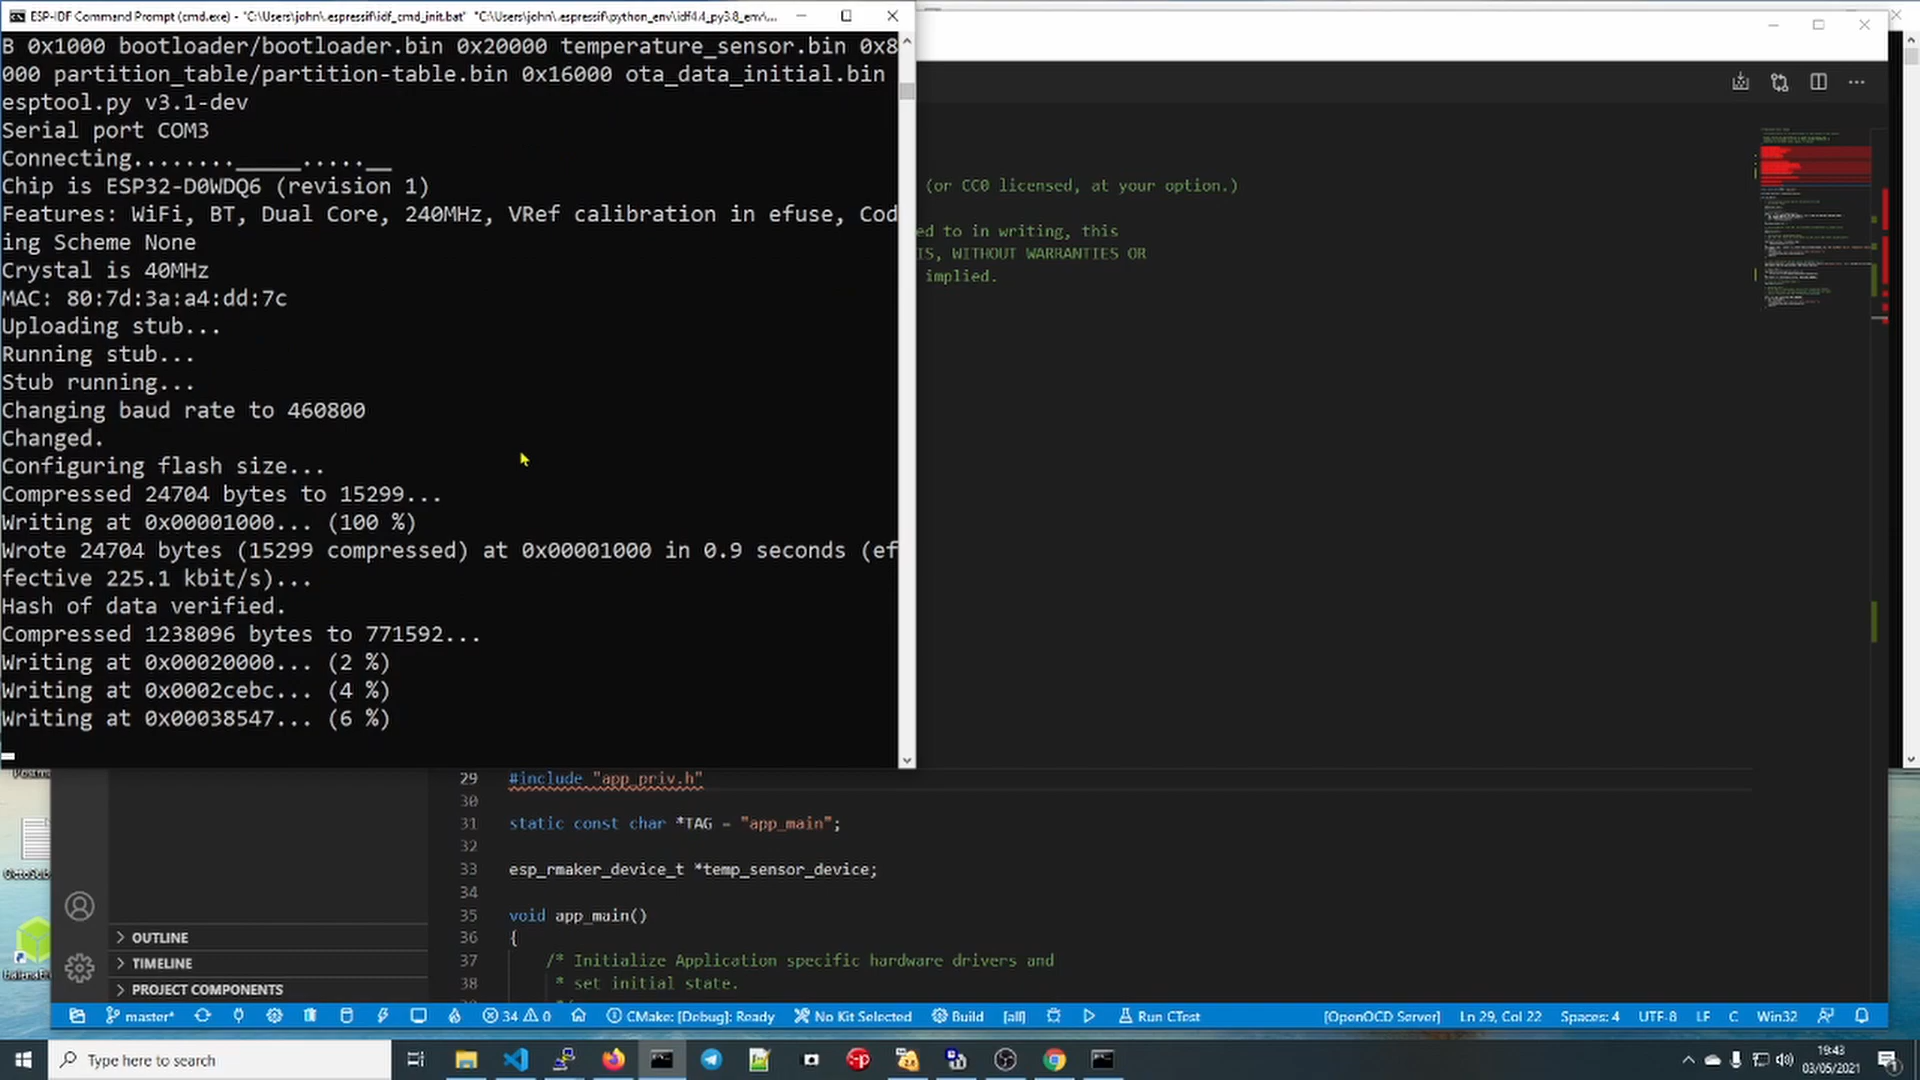 ESP-IDF Command Prompt (cmd.exe) - "C:\Users\john\.espressif\idf_cmd_init.bat" "C:\Users\john\.espressif\python_env\idf4.4_py3.8_env\...
B 0x1000 bootloader/bootloader.bin 0x20000 temperature_sensor.bin 0x8
000 partition_table/partition-table.bin 0x16000 ota_data_initial.bin
esptool.py v3.1-dev
Serial port COM3
Connecting........_____.....__
Chip is ESP32-D0WDQ6 (revision 1)
Features: WiFi, BT, Dual Core, 240MHz, VRef calibration in efuse, Cod
ing Scheme None
Crystal is 40MHz
MAC: 80:7d:3a:a4:dd:7c
Uploading stub...
Running stub...
Stub running...
Changing baud rate to 460800
Changed.
Configuring flash size...
Compressed 24704 bytes to 15299...
Writing at 0x00001000... (100 %)
Wrote 24704 bytes (15299 compressed) at 0x00001000 in 0.9 seconds (ef
fective 225.1 kbit/s)...
Hash of data verified.
Compressed 1238096 bytes to 771592...
Writing at 0x00020000... (2 %)
Writing at 0x0002cebc... (4 %)
Writing at 0x00038547... (6 %)
(or CC0 licensed, at your option.)
ed to in writing, this
IS, WITHOUT WARRANTIES OR
implied.
29 #include "app_priv.h"
30
31 static const char *TAG = "app_main";
32
33 esp_rmaker_device_t *temp_sensor_device;
34
35 void app_main()
36 {
37 /* Initialize Application specific hardware drivers and
38 * set initial state.
OUTLINE
TIMELINE
PROJECT COMPONENTS
master* 34 0 CMake: [Debug]: Ready No Kit Selected Build [all] Run CTest [OpenOCD Server] Ln 29, Col 22 Spaces: 4 UTF-8 LF C Win32
Type here to search
19:43
03/05/2021